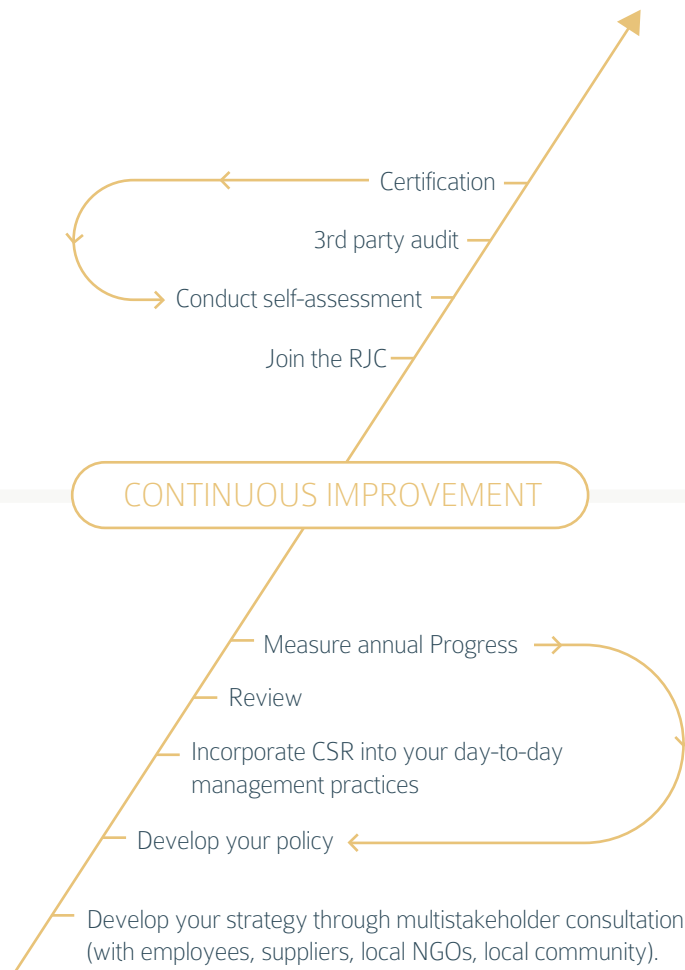 Certification
3rd party audit
Conduct self-assessment
Join the RJC
CONTINUOUS IMPROVEMENT
Measure annual Progress
Review
Incorporate CSR into your day-to-day
management practices
Develop your policy
Develop your strategy through multistakeholder consultation
(with employees, suppliers, local NGOs, local community).